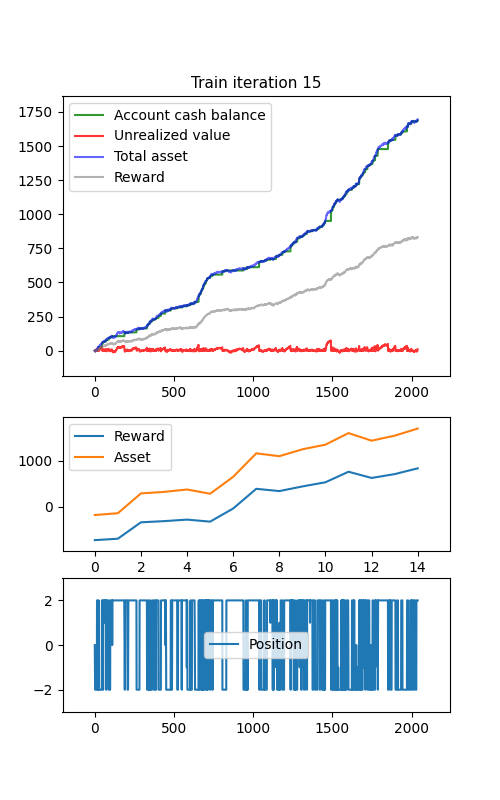 Train iteration 15
1750
1500
1250
1000
750
500
250
0
Account cash balance
Unrealized value
Total asset
Reward
0 500 1000 1500 2000
1000
0
Reward
Asset
0 2 4 6 8 10 12 14
2
0
−2
Position
0 500 1000 1500 2000